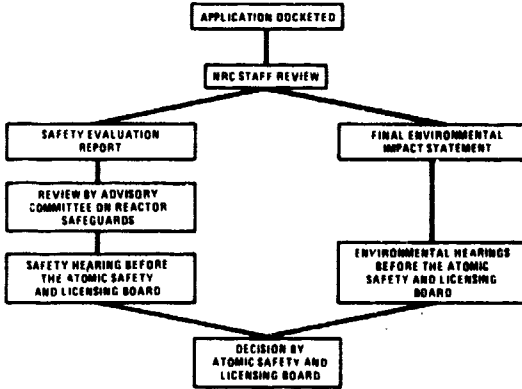 APPLICATION DOCKETED
NRC STAFF REVIEW
SAFETY EVALUATION
REPORT
FINAL ENVIRONMENTAL
IMPACT STATEMENT
REVIEW BY ADVISORY
COMMITTEE ON REACTOR
SAFEGUARDS
SAFETY HEARING BEFORE
THE ATOMIC SAFETY
AND LICENSING BOARD
ENVIRONMENTAL HEARINGS
BEFORE THE ATOMIC
SAFETY AND LICENSING
BOARD
DECISION BY
ATOMIC SAFETY AND
LICENSING BOARD